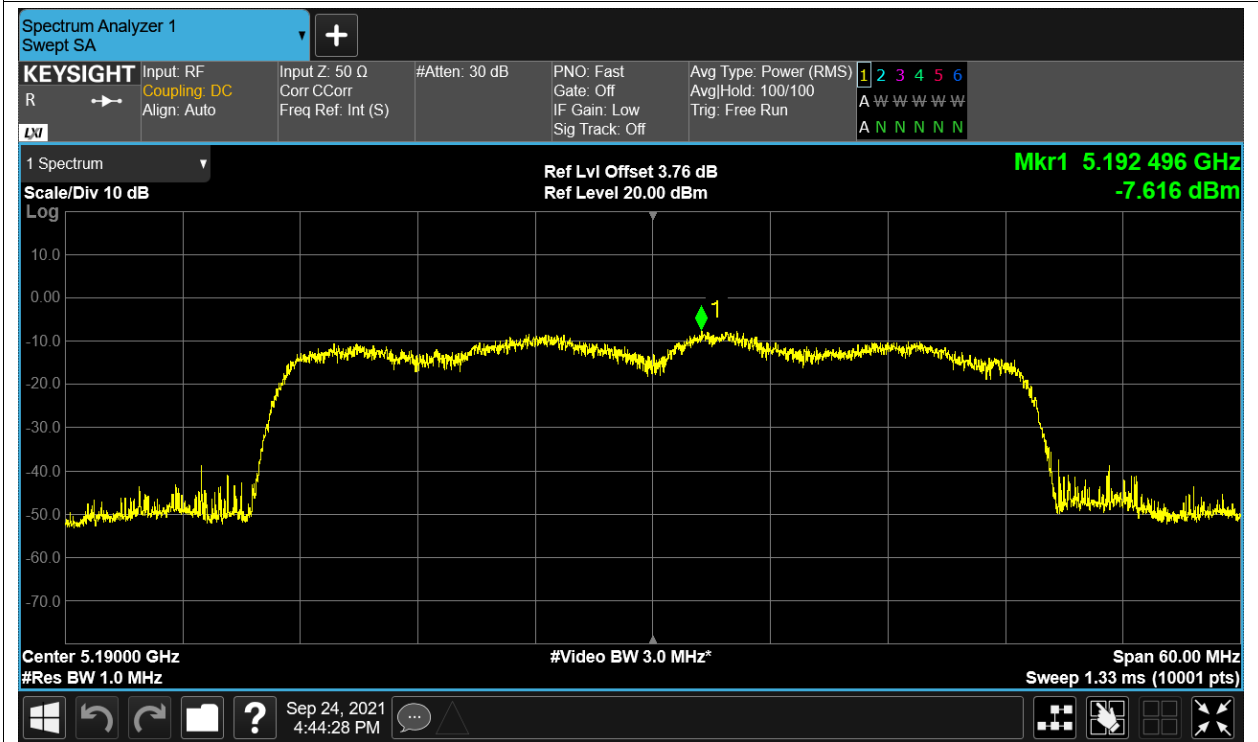 Spectrum Analyzer 1
Swept SA
KEYSIGHT
R
LXI
Input: RF
Coupling: DC
Align: Auto
Input Z: 50 Ω
Corr CCorr
Freq Ref: Int (S)
#Atten: 30 dB
PNO: Fast
Gate: Off
IF Gain: Low
Sig Track: Off
Avg Type: Power (RMS)
Avg|Hold: 100/100
Trig: Free Run
1 2 3 4 5 6
A W W W W W
A N N N N N
1 Spectrum
Scale/Div 10 dB
Log
Ref Lvl Offset 3.76 dB
Ref Level 20.00 dBm
Mkr1 5.192 496 GHz
-7.616 dBm
10.0
0.00
1
-10.0
-20.0
-30.0
-40.0
-50.0
-60.0
-70.0
Center 5.19000 GHz
#Res BW 1.0 MHz
#Video BW 3.0 MHz*
Span 60.00 MHz
Sweep 1.33 ms (10001 pts)
?
Sep 24, 2021
4:44:28 PM